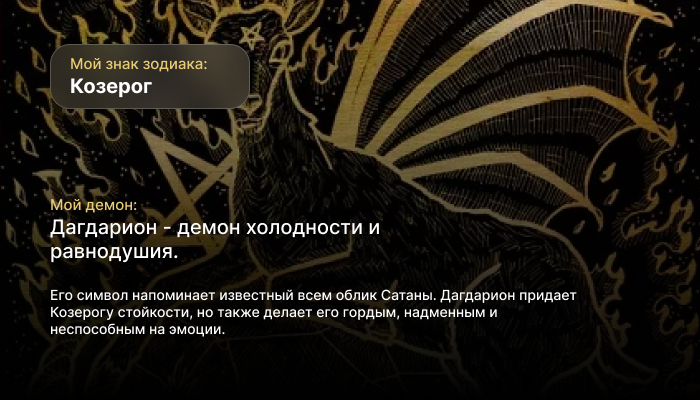 Мой знак зодиака:
Козерог
Мой демон:
Дагдарион - демон холодности и
равнодушия.
Его символ напоминает известный всем облик Сатаны. Дагдарион придает
Козерогу стойкости, но также делает его гордым, надменным и
неспособным на эмоции.